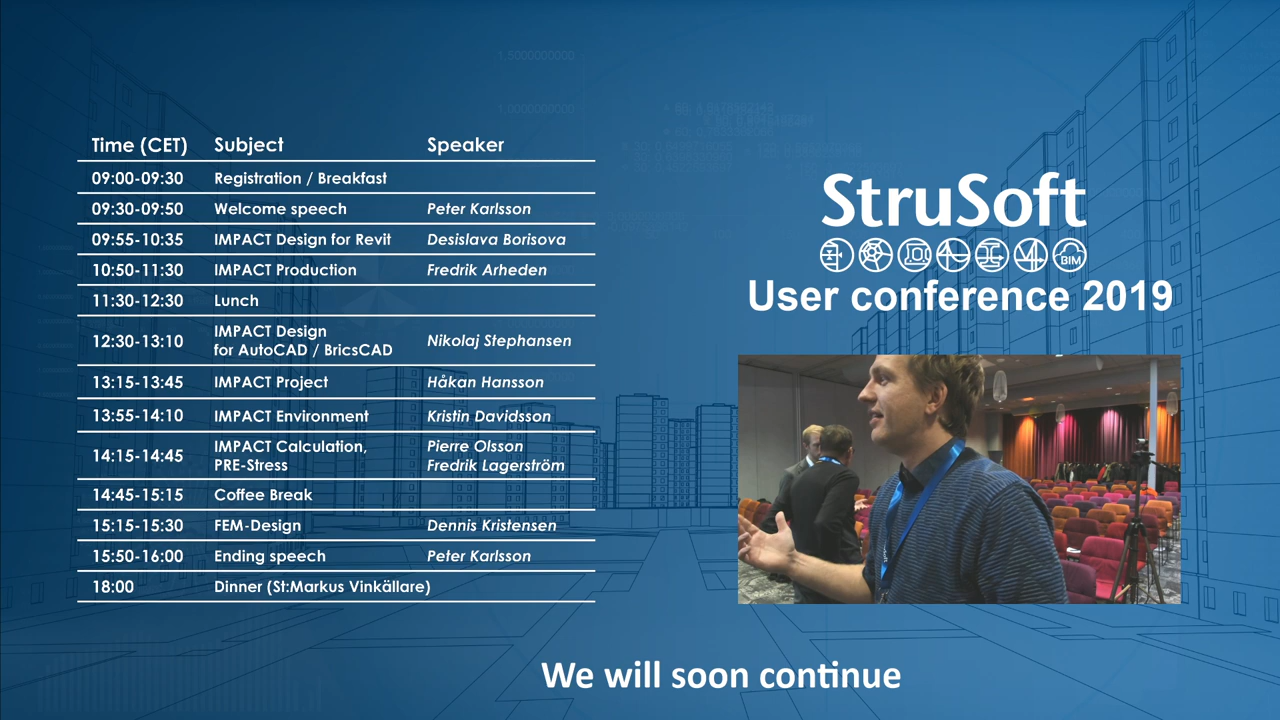 Time (CET) Subject Speaker
09:00-09:30 Registration / Breakfast
09:30-09:50 Welcome speech Peter Karlsson
09:55-10:35 IMPACT Design for Revit Desislava Borisova
10:50-11:30 IMPACT Production Fredrik Arheden
11:30-12:30 Lunch
12:30-13:10 IMPACT Design
for AutoCAD / BricsCAD Nikolaj Stephansen
13:15-13:45 IMPACT Project Håkan Hansson
13:55-14:10 IMPACT Environment Kristin Davidsson
14:15-14:45 IMPACT Calculation, Pierre Olsson
PRE-Stress Fredrik Lagerström
14:45-15:15 Coffee Break
15:15-15:30 FEM-Design Dennis Kristensen
15:50-16:00 Ending speech Peter Karlsson
18:00 Dinner (St:Markus Vinkällare)
StruSoft
BIM
User conference 2019
We will soon continue
1.5000000000
1.0000000000